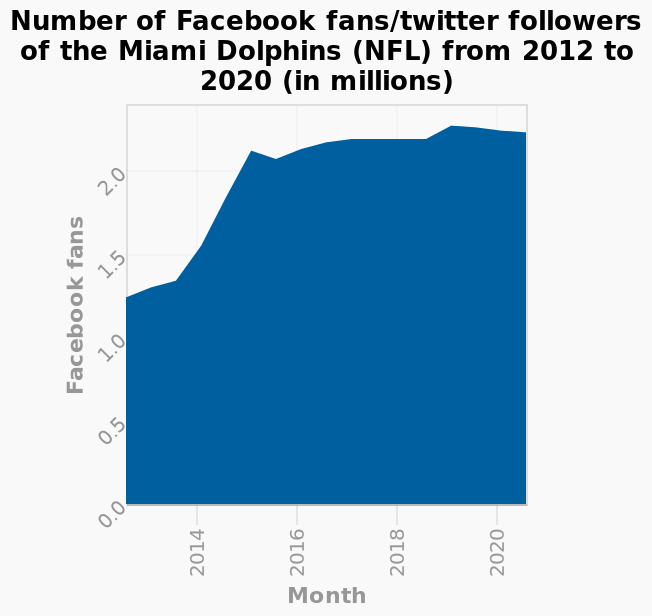 Number of Facebook fans/twitter followers
of the Miami Dolphins (NFL) from 2012 to
2020 (in millions)
Facebook fans
2.0
1.5
1.0
0.5
0.0
2014
2016
2018
2020
Month